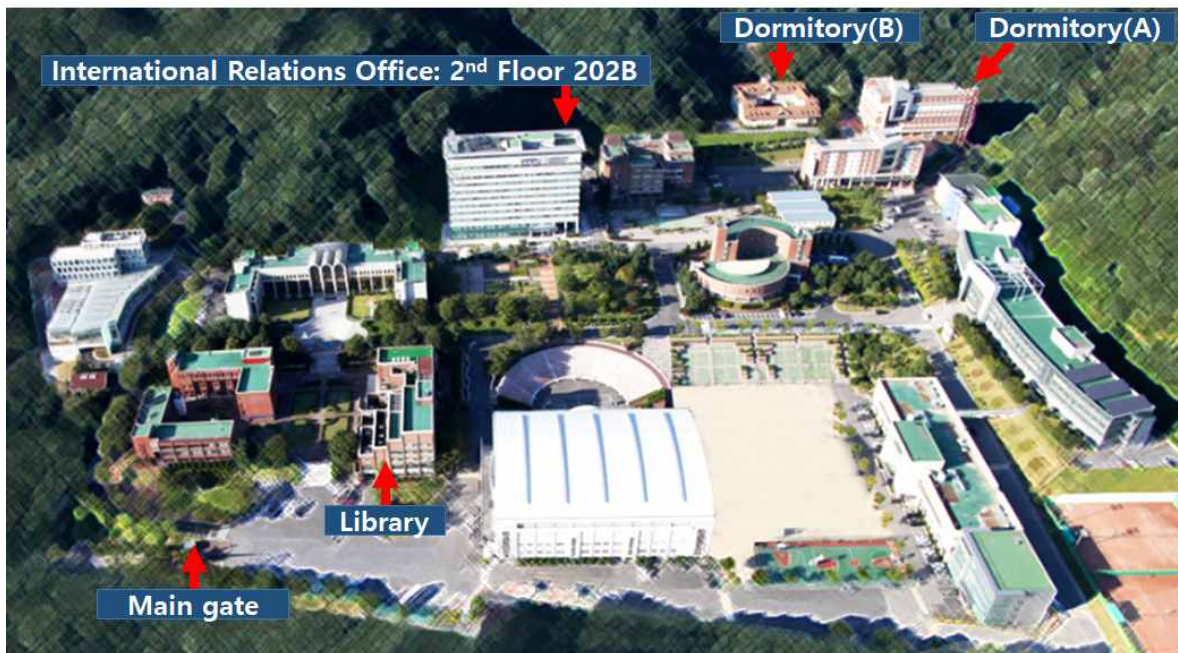 Dormitory(B)
Dormitory(A)
International Relations Office: 2nd Floor 202B
Library
Main gate